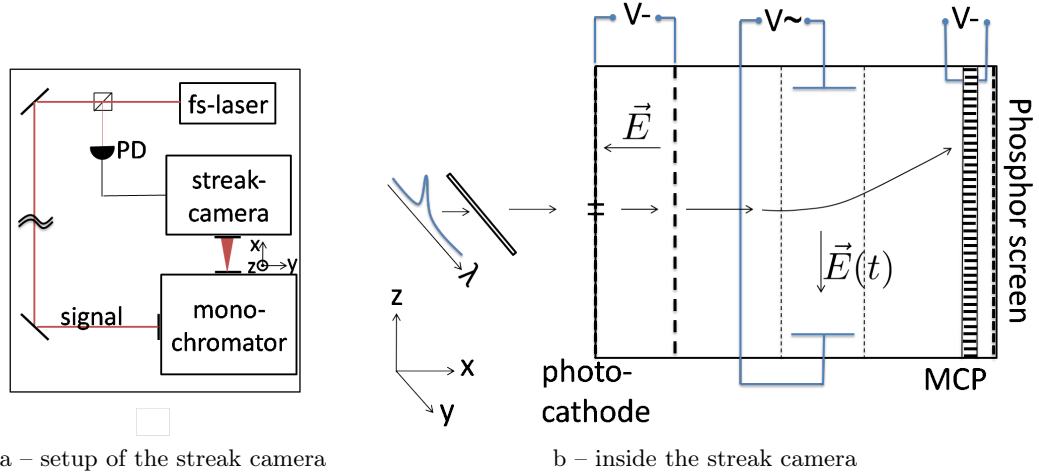 fs-laser
PD
streak-
camera
x
z
y
signal
mono-
chromator
a – setup of the streak camera
V-
V~
V-
E⃗
λ
E⃗(t)
z
x
y
photo-
cathode
MCP
Phosphor screen
b – inside the streak camera